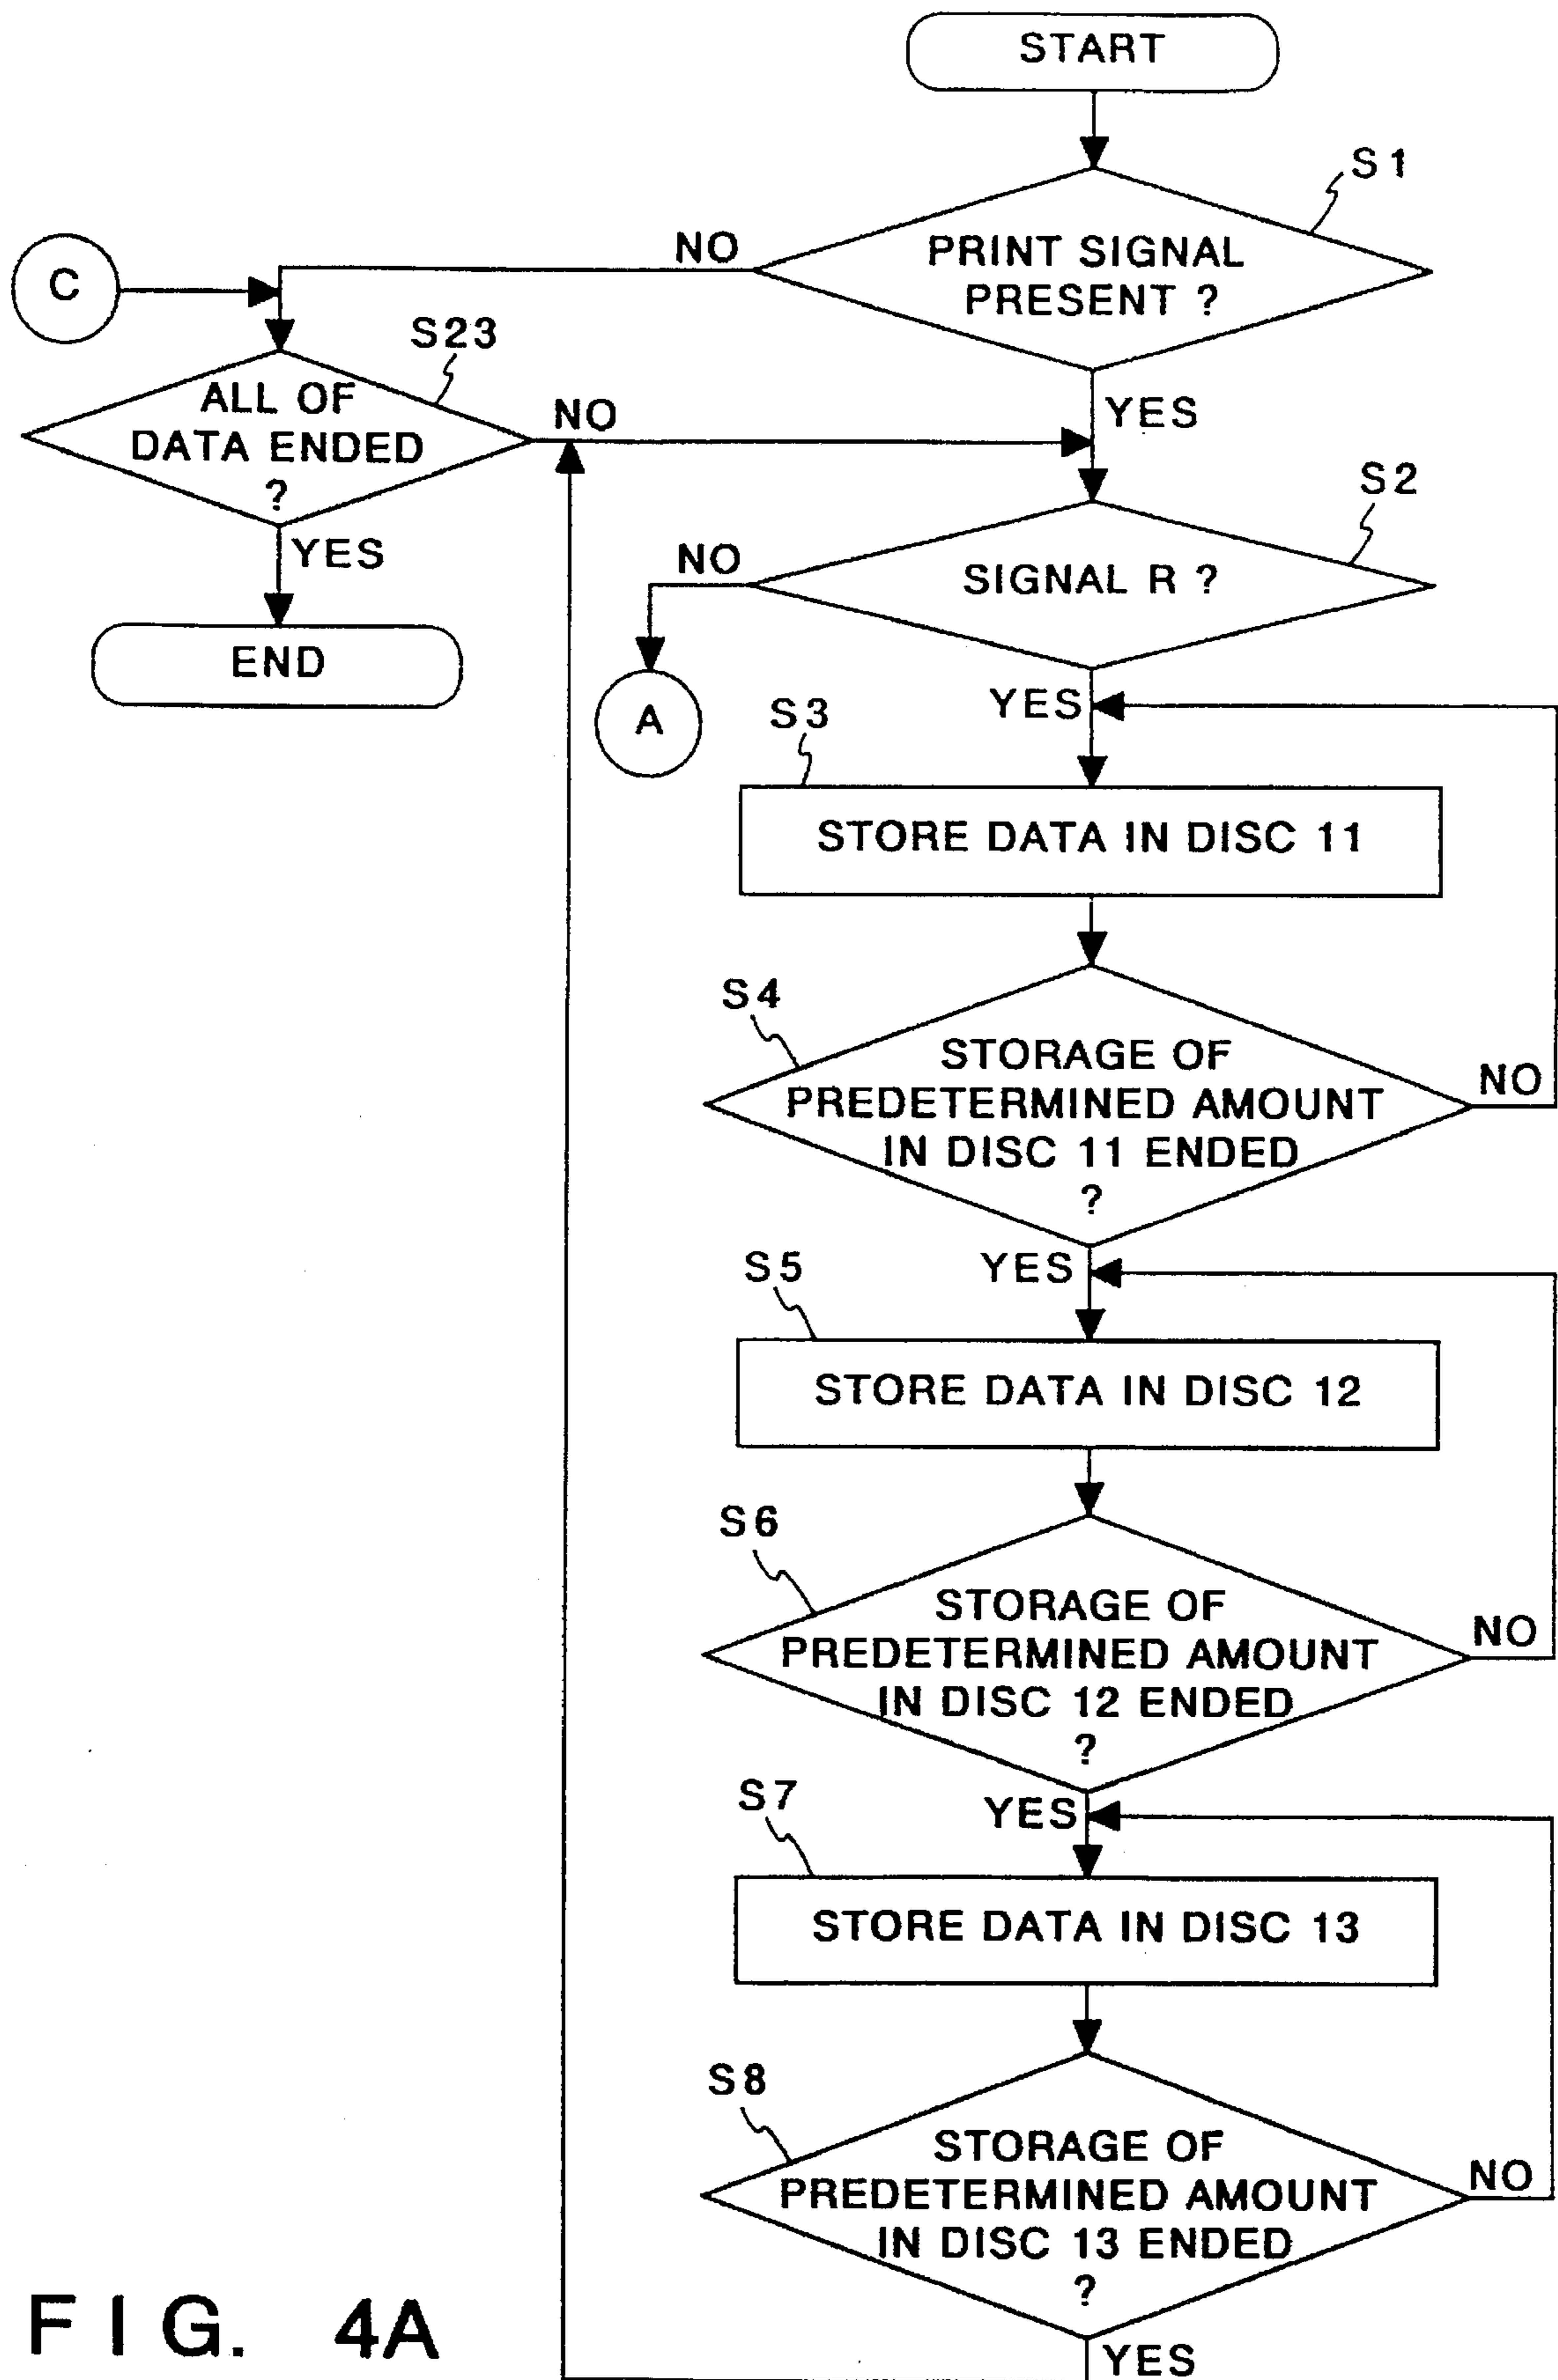 START
S1
PRINT SIGNAL
PRESENT ?
NO
C
S23
ALL OF
DATA ENDED
?
NO
YES
YES
END
S2
SIGNAL R ?
NO
A
YES
S3
STORE DATA IN DISC 11
S4
STORAGE OF
PREDETERMINED AMOUNT
IN DISC 11 ENDED
?
NO
YES
S5
STORE DATA IN DISC 12
S6
STORAGE OF
PREDETERMINED AMOUNT
IN DISC 12 ENDED
?
NO
YES
S7
STORE DATA IN DISC 13
S8
STORAGE OF
PREDETERMINED AMOUNT
IN DISC 13 ENDED
?
NO
YES
FIG. 4A